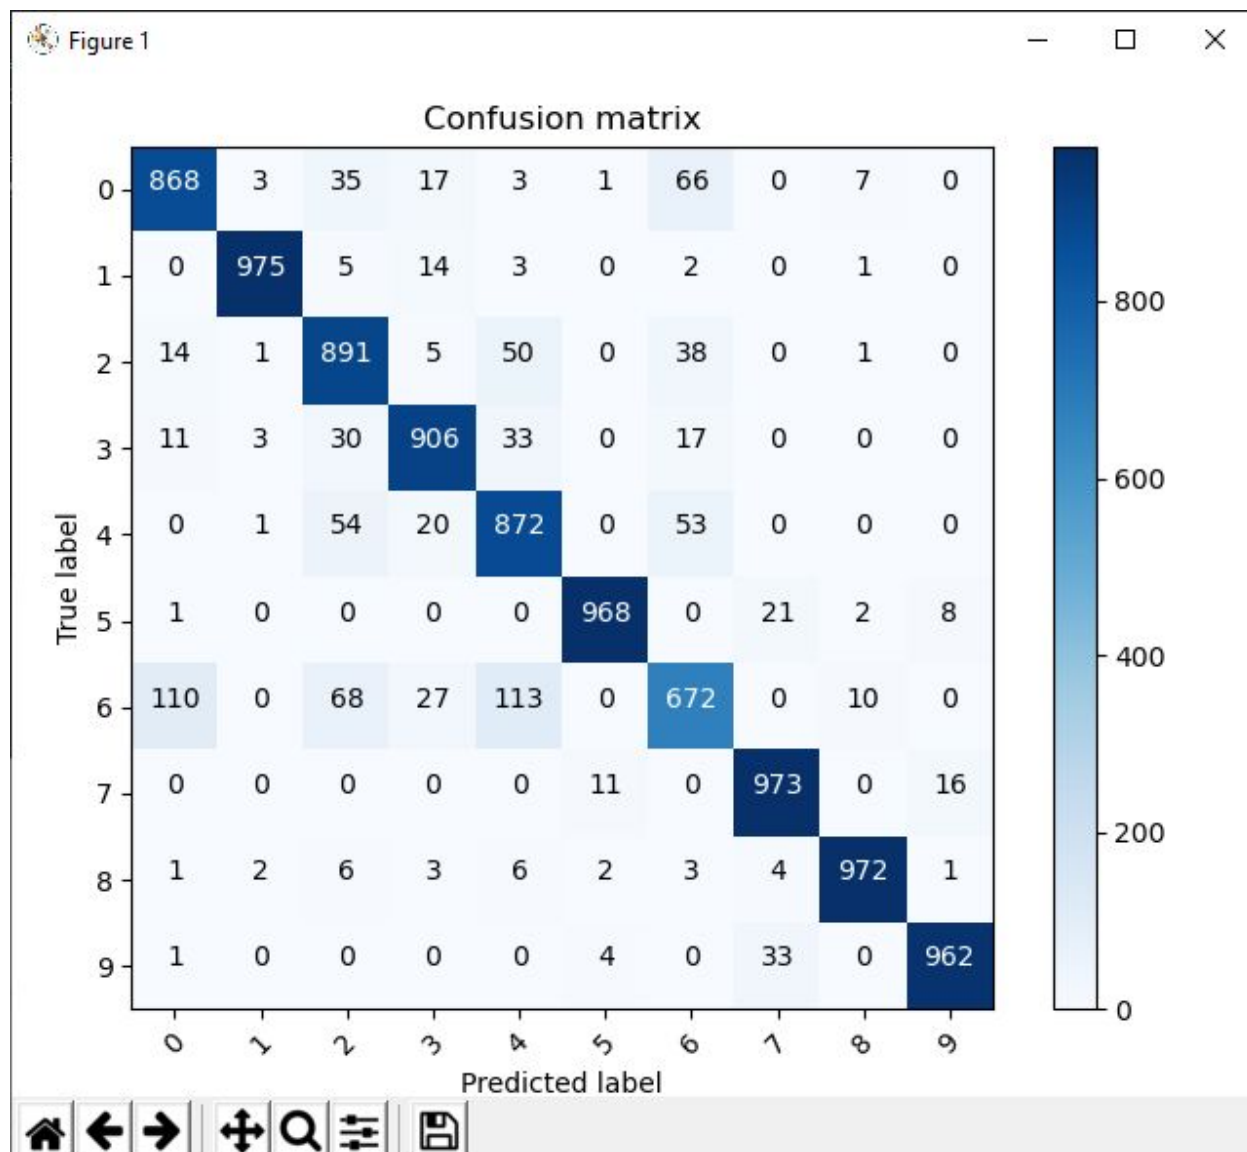 Figure 1
Confusion matrix
0 868 3 35 17 3 1 66 0 7 0
1 0 975 5 14 3 0 2 0 1 0
800
2 14 1 891 5 50 0 38 0 1 0
3 11 3 30 906 33 0 17 0 0 0
600
4 0 1 54 20 872 0 53 0 0 0
True label
5 1 0 0 0 0 968 0 21 2 8
400
6 110 0 68 27 113 0 672 0 10 0
7 0 0 0 0 0 11 0 973 0 16
200
8 1 2 6 3 6 2 3 4 972 1
9 1 0 0 0 0 4 0 33 0 962
0
0 1 2 3 4 5 6 7 8 9
Predicted label